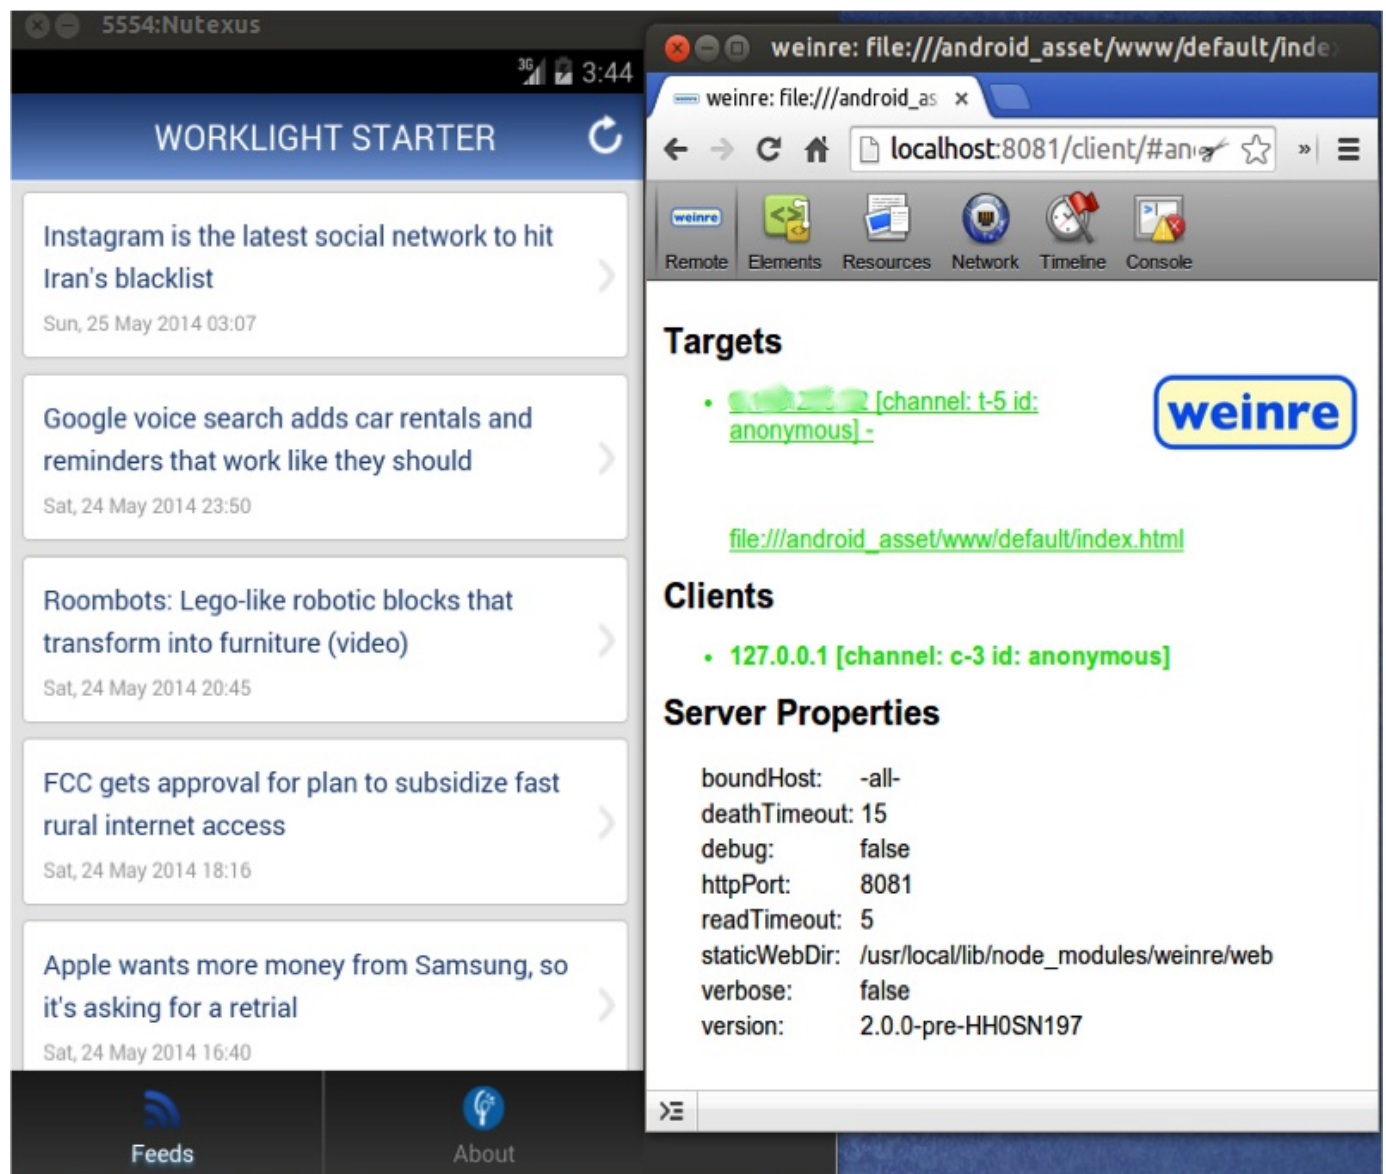 5554:Nutexus
3G 3:44
WORKLIGHT STARTER
Instagram is the latest social network to hit
Iran's blacklist
Sun, 25 May 2014 03:07
Google voice search adds car rentals and
reminders that work like they should
Sat, 24 May 2014 23:50
Roombots: Lego-like robotic blocks that
transform into furniture (video)
Sat, 24 May 2014 20:45
FCC gets approval for plan to subsidize fast
rural internet access
Sat, 24 May 2014 18:16
Apple wants more money from Samsung, so
it's asking for a retrial
Sat, 24 May 2014 16:40
Feeds
About
weinre: file:///android_asset/www/default/inde
weinre: file:///android_as
localhost:8081/client/#an
weinre
Remote Elements Resources Network Timeline Console
Targets
[channel: t-5 id:
anonymous] -
weinre
file:///android_asset/www/default/index.html
Clients
• 127.0.0.1 [channel: c-3 id: anonymous]
Server Properties
boundHost: -all-
deathTimeout: 15
debug: false
httpPort: 8081
readTimeout: 5
staticWebDir: /usr/local/lib/node_modules/weinre/web
verbose: false
version: 2.0.0-pre-HH0SN197